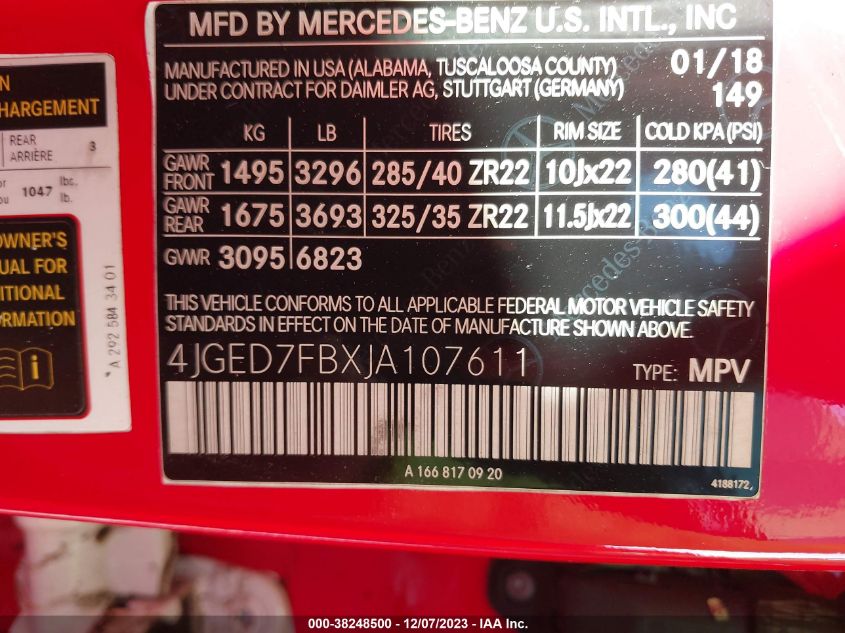 MFD BY MERCEDES-BENZ U.S. INTL., INC
MANUFACTURED IN USA (ALABAMA, TUSCALOOSA COUNTY) 01/18
UNDER CONTRACT FOR DAIMLER AG, STUTTGART (GERMANY) 149
KG LB TIRES RIM SIZE COLD KPA (PSI)
GAWR FRONT 1495 3296 285/40 ZR22 10Jx22 280(41)
GAWR REAR 1675 3693 325/35 ZR22 11.5Jx22 300(44)
GVWR 3095 6823
THIS VEHICLE CONFORMS TO ALL APPLICABLE FEDERAL MOTOR VEHICLE SAFETY
STANDARDS IN EFFECT ON THE DATE OF MANUFACTURE SHOWN ABOVE.
4JGED7FBXJA107611 TYPE: MPV
A 166 817 09 20
4188172
CHARGEMENT
REAR
ARRIÈRE 3
1047 lbs.
OWNER'S
FOR
A 292 584 34 01
000-38248500 - 12/07/2023 - IAA Inc.